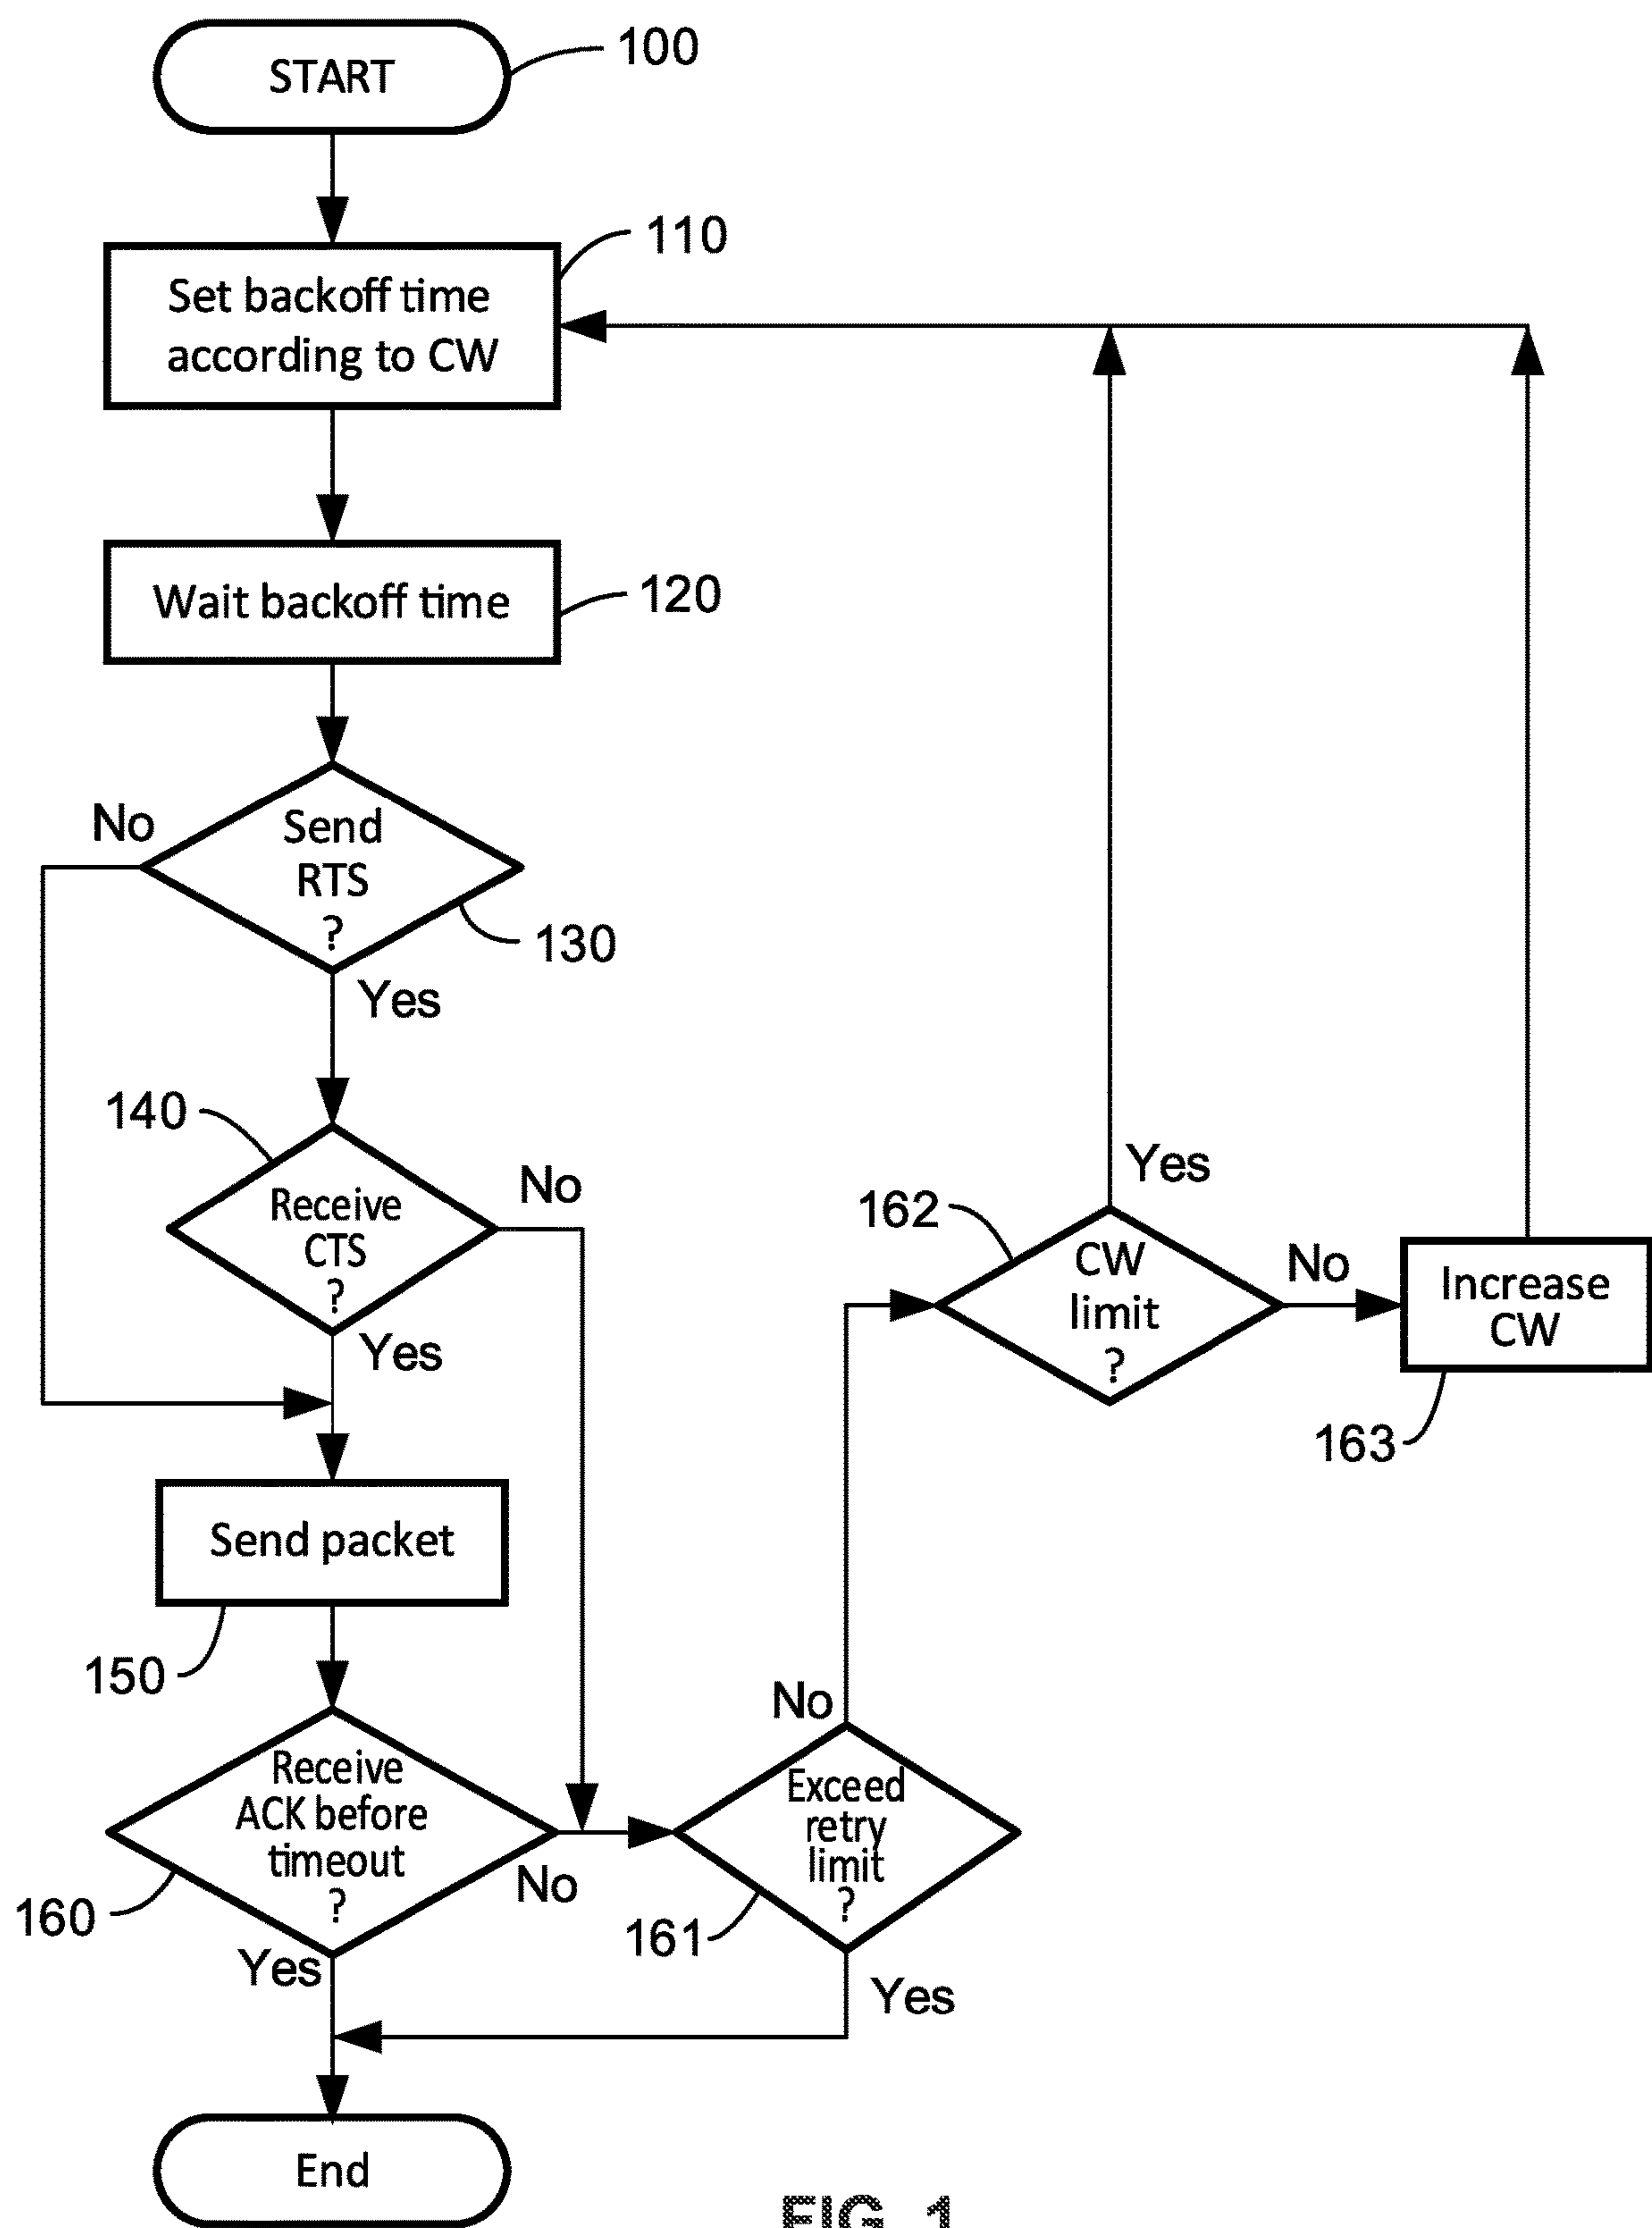 START
100
110
Set backoff time
according to CW
Wait backoff time
120
No
Send
RTS
?
130
Yes
140
Receive
CTS
?
No
Yes
162
CW
limit
?
Yes
No
Increase
CW
163
Send packet
150
Receive
ACK before
timeout
?
160
No
Yes
No
Exceed
retry
limit
?
161
Yes
End
FIG. 1